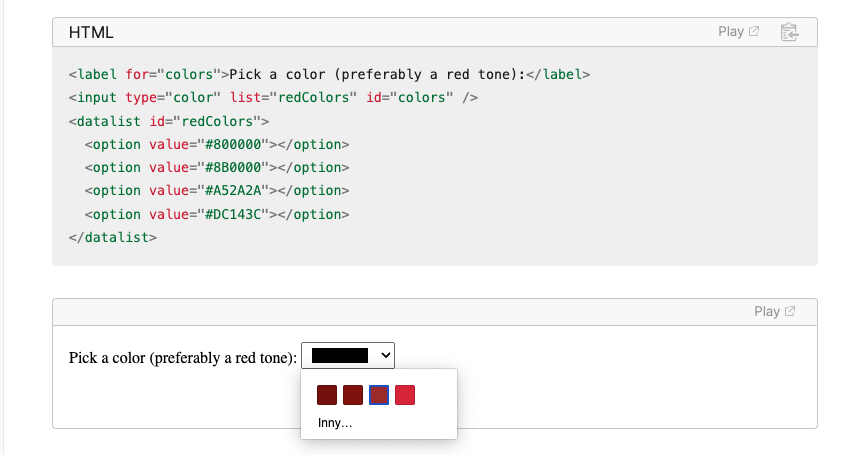 HTML
Play
<label for="colors">Pick a color (preferably a red tone):</label>
<input type="color" list="redColors" id="colors" />
<datalist id="redColors">
  <option value="#800000"></option>
  <option value="#8B0000"></option>
  <option value="#A52A2A"></option>
  <option value="#DC143C"></option>
</datalist>
Play
Pick a color (preferably a red tone):
Inny...